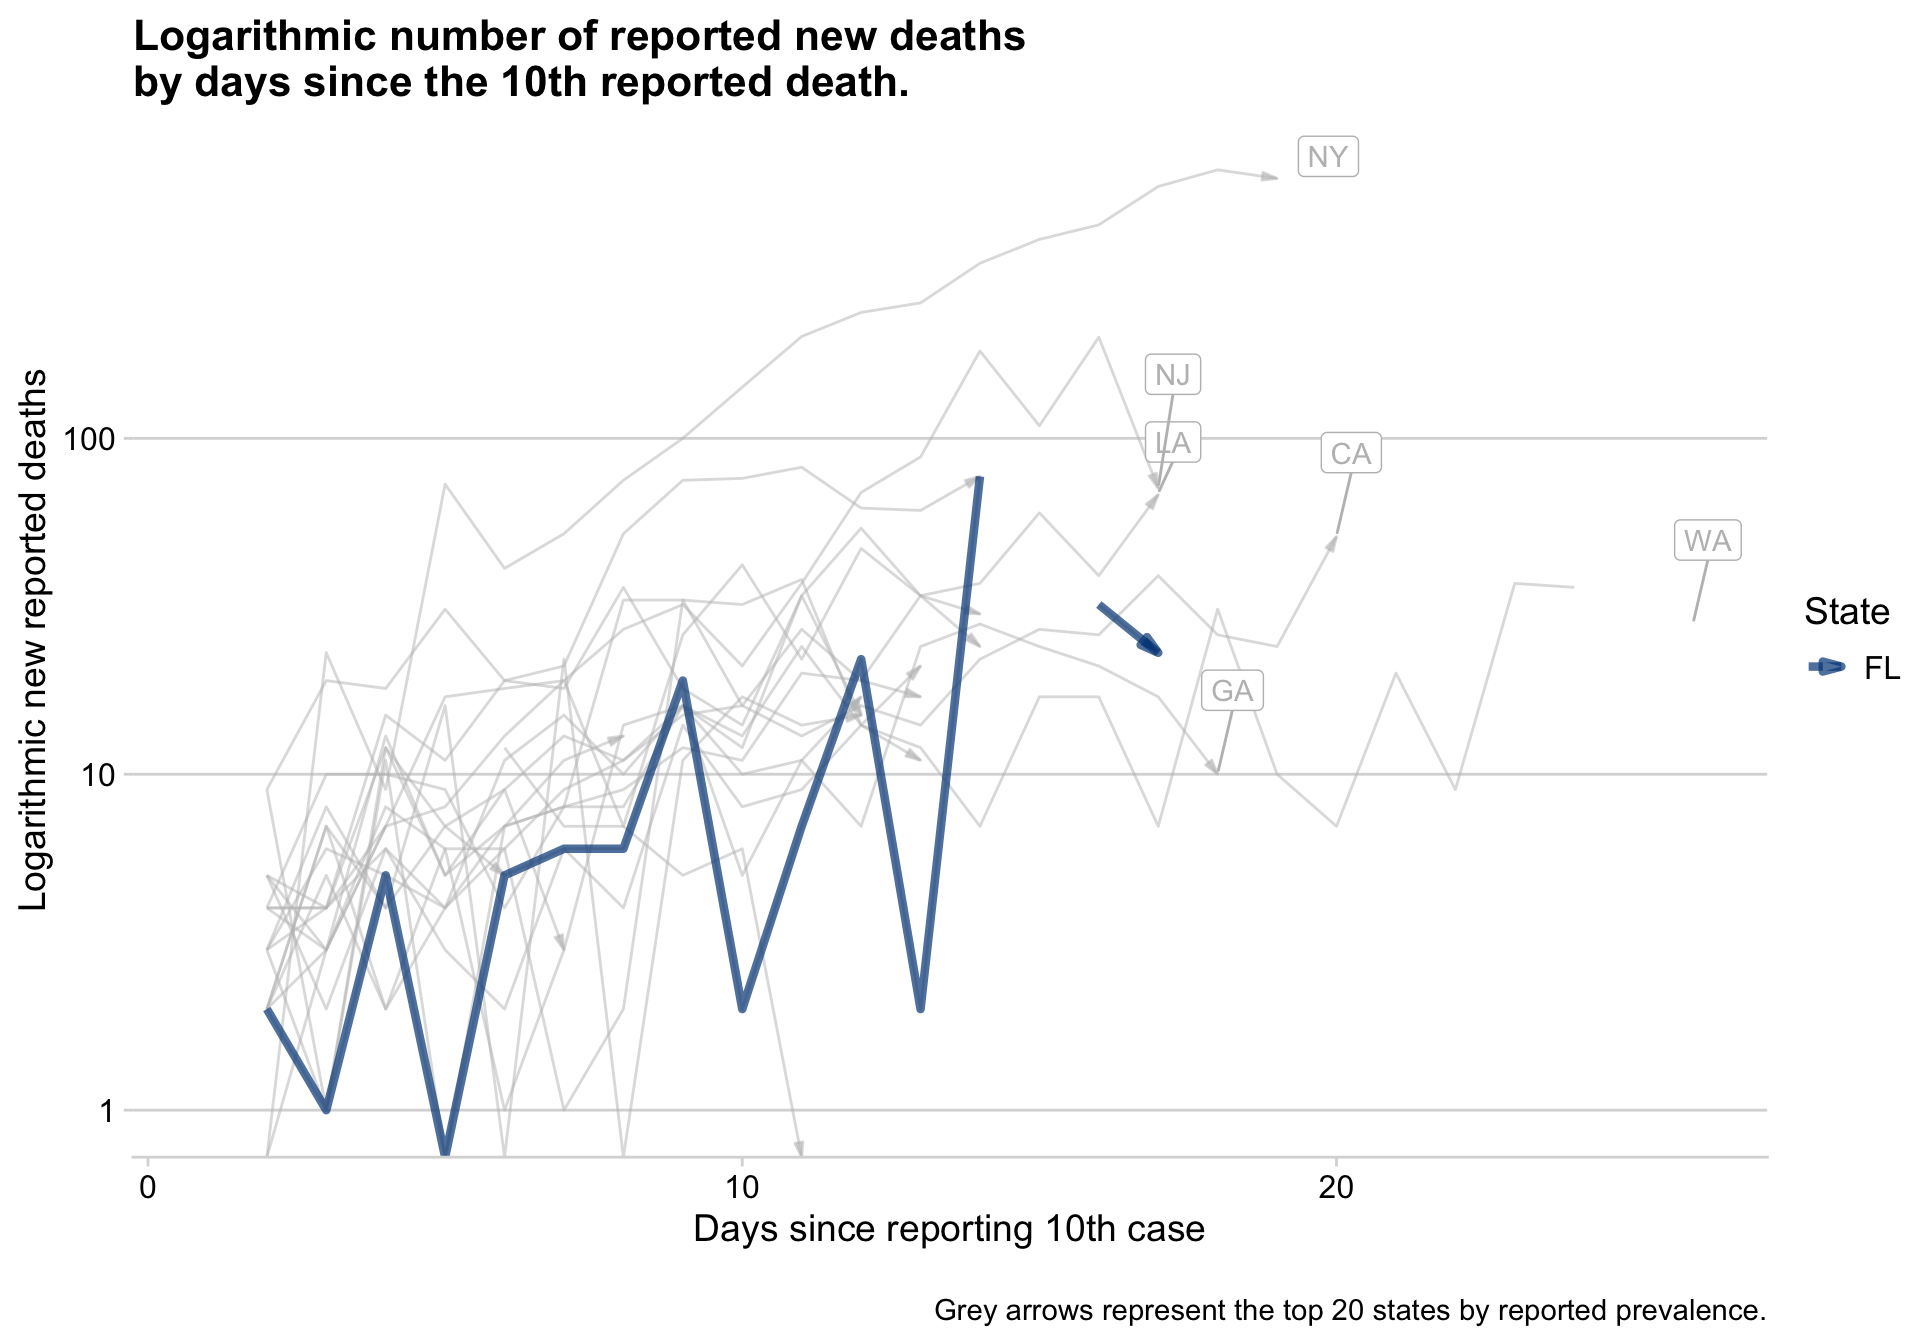 Logarithmic number of reported new deaths
by days since the 10th reported death.
NY
NJ
LA
CA
WA
GA
Logarithmic new reported deaths
100
10
1
0
10
20
Days since reporting 10th case
State
FL
Grey arrows represent the top 20 states by reported prevalence.